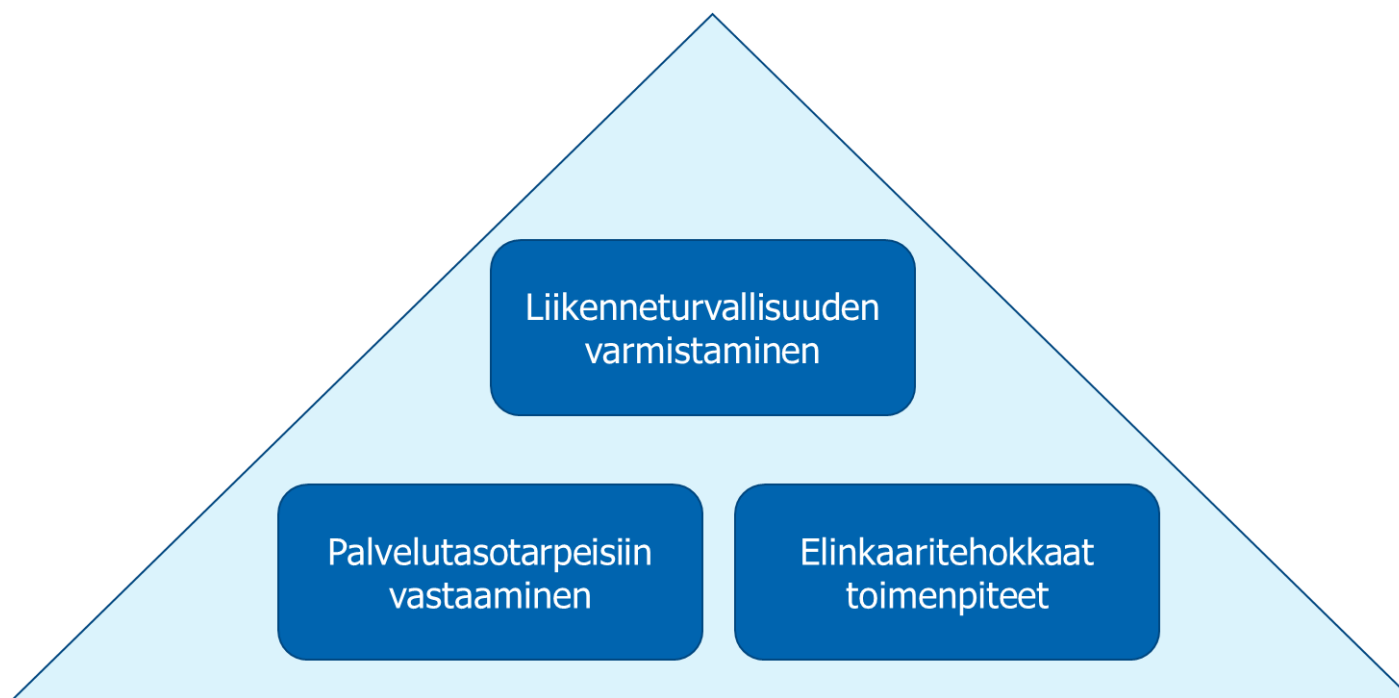 Liikenneturvallisuuden
varmistaminen
Palvelutasotarpeisiin
vastaaminen
Elinkaaritehokkaat
toimenpiteet